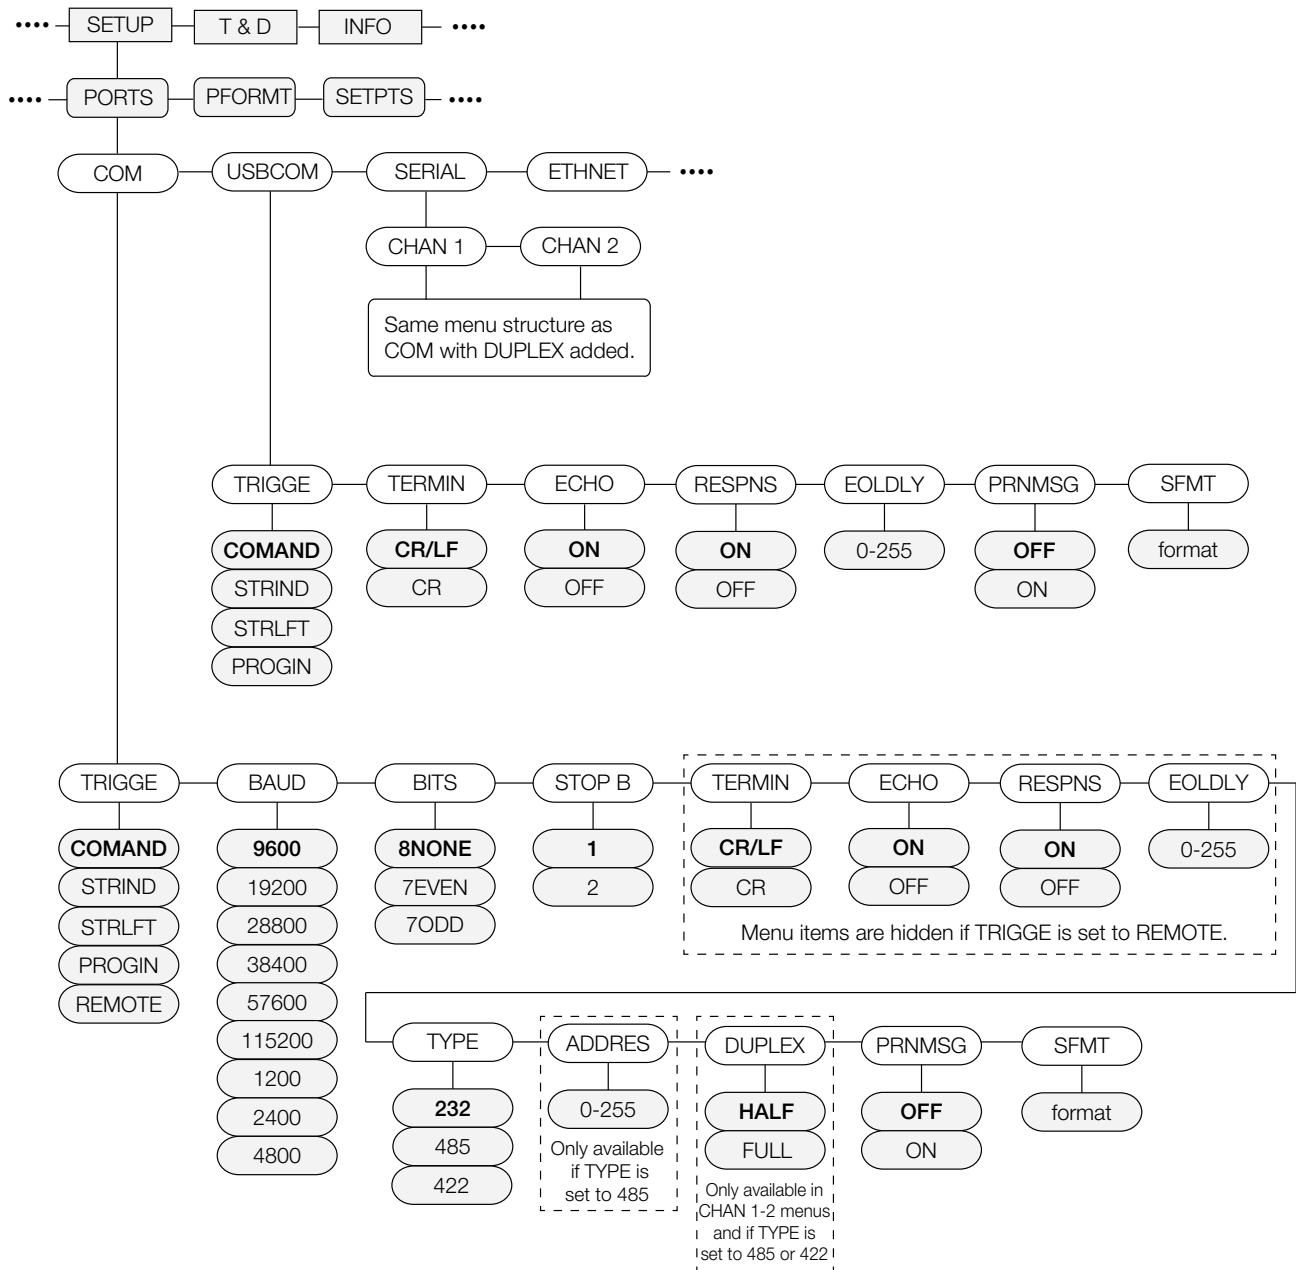 •••• SETUP T & D INFO ••••
•••• PORTS PFORMT SETPTS ••••
COM USBCOM SERIAL ETHNET ••••
CHAN 1 CHAN 2
Same menu structure as
COM with DUPLEX added.
TRIGGE TERMIN ECHO RESPNS EOLDLY PRNMSG SFMT
COMAND CR/LF ON ON 0-255 OFF format
STRIND CR OFF OFF ON
STRLFT
PROGIN
TRIGGE BAUD BITS STOP B TERMIN ECHO RESPNS EOLDLY
COMAND 9600 8NONE 1 CR/LF ON ON 0-255
STRIND 19200 7EVEN 2 CR OFF OFF
STRLFT 28800 7ODD
Menu items are hidden if TRIGGE is set to REMOTE.
PROGIN 38400
REMOTE 57600
115200
1200
2400
4800
TYPE ADDRES DUPLEX PRNMSG SFMT
232 0-255 HALF OFF format
485 FULL ON
422
Only available
if TYPE is
set to 485
Only available in
CHAN 1-2 menus
and if TYPE is
set to 485 or 422